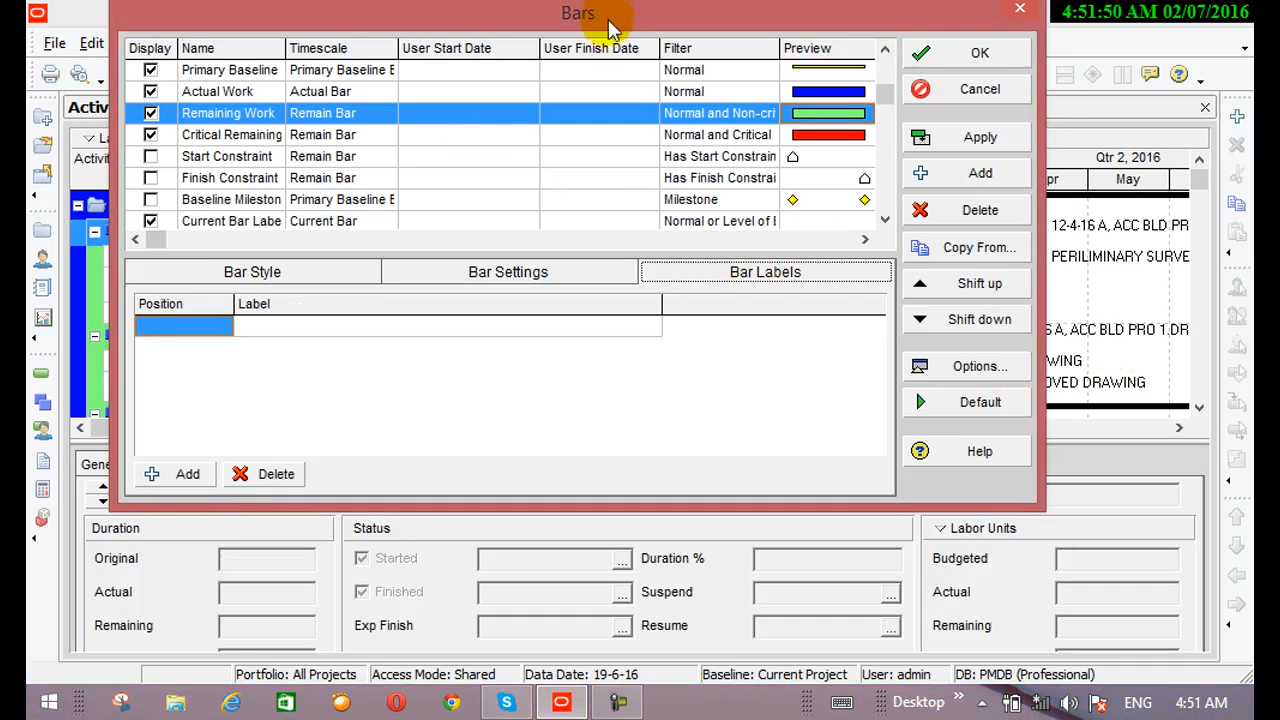 Bars
4:51:50 AM 02/07/2016
File Edit
Activ
Display Name Timescale User Start Date User Finish Date Filter Preview
Primary Baseline Primary Baseline E Normal
Actual Work Actual Bar Normal
Remaining Work Remain Bar Normal and Non-cri
Critical Remaining Remain Bar Normal and Critical
Start Constraint Remain Bar Has Start Constrain
Finish Constraint Remain Bar Has Finish Constrai
Baseline Mileston Primary Baseline E Milestone
Current Bar Labe Current Bar Normal or Level of E
OK
Cancel
Apply
Add
Delete
Copy From...
Shift up
Shift down
Options...
Default
Help
Bar Style Bar Settings Bar Labels
Position Label
Add Delete
La
Activiti
Qtr 2, 2016
pr May
12-4-16 A, ACC BLD PR
PERILIMINARY SURVE
6 A, ACC BLD PRO 1.DR
WING
OVED DRAWING
Gene
Duration Status Labor Units
Original Started Duration % Budgeted
Actual Finished Suspend Actual
Remaining Exp Finish Resume Remaining
Portfolio: All Projects Access Mode: Shared Data Date: 19-6-16 Baseline: Current Project User: admin DB: PMDB (Professional)
Desktop ENG 4:51 AM